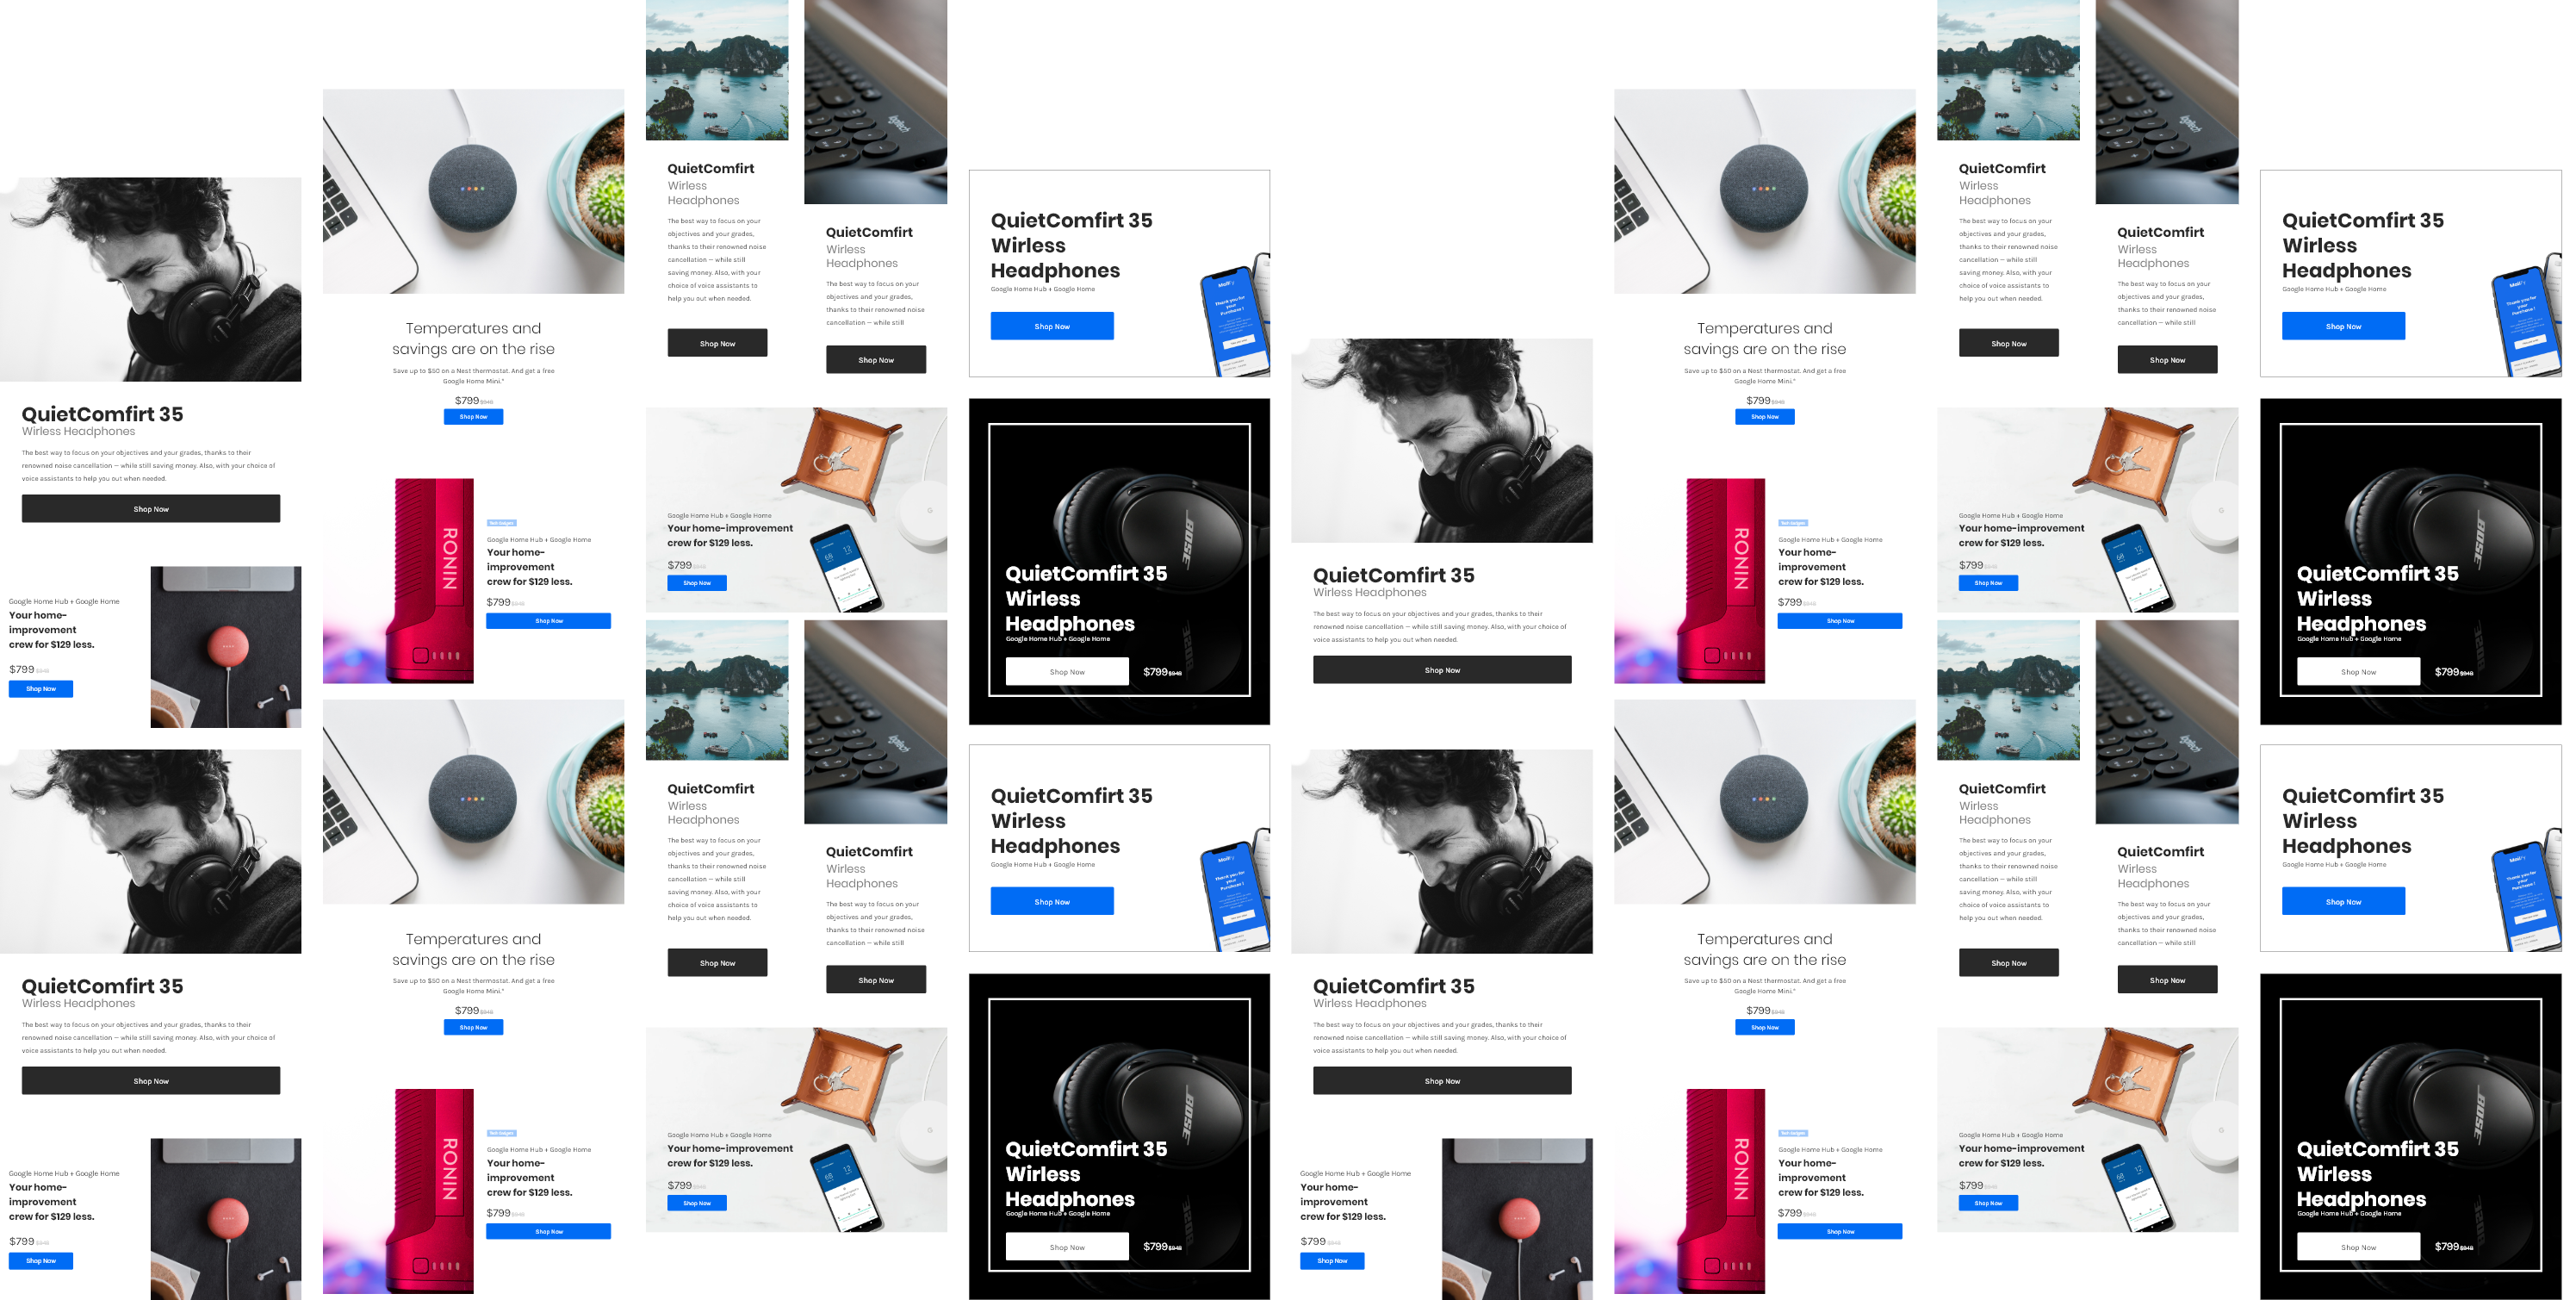 QuietComfirt 35
Wirless Headphones
The best way to focus on your objectives and your grades, thanks to their
renowned noise cancellation — while still saving money. Also, with your choice of
voice assistants to help you out when needed.
Shop Now
Google Home Hub + Google Home
Your home-
improvement
crew for $129 less.
$799
Shop Now
QuietComfirt 35
Wirless Headphones
The best way to focus on your objectives and your grades, thanks to their
renowned noise cancellation — while still saving money. Also, with your choice of
voice assistants to help you out when needed.
Shop Now
Google Home Hub + Google Home
Your home-
improvement
crew for $129 less.
$799
Shop Now
Temperatures and
savings are on the rise
Save up to $50 on a Nest thermostat. And get a free
Google Home Mini.*
$799
Shop Now
RONIN
Google Home Hub + Google Home
Your home-
improvement
crew for $129 less.
$799
Shop Now
Temperatures and
savings are on the rise
Save up to $50 on a Nest thermostat. And get a free
Google Home Mini.*
$799
Shop Now
RONIN
Google Home Hub + Google Home
Your home-
improvement
crew for $129 less.
$799
Shop Now
QuietComfirt
Wirless
Headphones
The best way to focus on your
objectives and your grades,
thanks to their renowned noise
cancellation — while still
saving money. Also, with your
choice of voice assistants to
help you out when needed.
Shop Now
logitech
QuietComfirt
Wirless
Headphones
The best way to focus on your
objectives and your grades,
thanks to their renowned noise
cancellation — while still
Shop Now
Google Home Hub + Google Home
Your home-improvement
crew for $129 less.
$799
Shop Now
QuietComfirt
Wirless
Headphones
The best way to focus on your
objectives and your grades,
thanks to their renowned noise
cancellation — while still
saving money. Also, with your
choice of voice assistants to
help you out when needed.
Shop Now
logitech
QuietComfirt
Wirless
Headphones
The best way to focus on your
objectives and your grades,
thanks to their renowned noise
cancellation — while still
Shop Now
Google Home Hub + Google Home
Your home-improvement
crew for $129 less.
$799
Shop Now
QuietComfirt 35
Wirless
Headphones
Google Home Hub + Google Home
Shop Now
Thank you for
your
Purchase !
BOSE
QuietComfirt 35
Wirless
Headphones
Google Home Hub + Google Home
Shop Now
$799
QuietComfirt 35
Wirless
Headphones
Google Home Hub + Google Home
Shop Now
Thank you for
your
Purchase !
BOSE
QuietComfirt 35
Wirless
Headphones
Google Home Hub + Google Home
Shop Now
$799
QuietComfirt 35
Wirless Headphones
The best way to focus on your objectives and your grades, thanks to their
renowned noise cancellation — while still saving money. Also, with your choice of
voice assistants to help you out when needed.
Shop Now
QuietComfirt 35
Wirless Headphones
The best way to focus on your objectives and your grades, thanks to their
renowned noise cancellation — while still saving money. Also, with your choice of
voice assistants to help you out when needed.
Shop Now
Google Home Hub + Google Home
Your home-
improvement
crew for $129 less.
$799
Shop Now
Temperatures and
savings are on the rise
Save up to $50 on a Nest thermostat. And get a free
Google Home Mini.*
$799
Shop Now
RONIN
Google Home Hub + Google Home
Your home-
improvement
crew for $129 less.
$799
Shop Now
Temperatures and
savings are on the rise
Save up to $50 on a Nest thermostat. And get a free
Google Home Mini.*
$799
Shop Now
RONIN
Google Home Hub + Google Home
Your home-
improvement
crew for $129 less.
$799
Shop Now
QuietComfirt
Wirless
Headphones
The best way to focus on your
objectives and your grades,
thanks to their renowned noise
cancellation — while still
saving money. Also, with your
choice of voice assistants to
help you out when needed.
Shop Now
logitech
QuietComfirt
Wirless
Headphones
The best way to focus on your
objectives and your grades,
thanks to their renowned noise
cancellation — while still
Shop Now
Google Home Hub + Google Home
Your home-improvement
crew for $129 less.
$799
Shop Now
QuietComfirt
Wirless
Headphones
The best way to focus on your
objectives and your grades,
thanks to their renowned noise
cancellation — while still
saving money. Also, with your
choice of voice assistants to
help you out when needed.
Shop Now
logitech
QuietComfirt
Wirless
Headphones
The best way to focus on your
objectives and your grades,
thanks to their renowned noise
cancellation — while still
Shop Now
Google Home Hub + Google Home
Your home-improvement
crew for $129 less.
$799
Shop Now
QuietComfirt 35
Wirless
Headphones
Google Home Hub + Google Home
Shop Now
Thank you for
your
Purchase !
BOSE
QuietComfirt 35
Wirless
Headphones
Google Home Hub + Google Home
Shop Now
$799
QuietComfirt 35
Wirless
Headphones
Google Home Hub + Google Home
Shop Now
Thank you for
your
Purchase !
BOSE
QuietComfirt 35
Wirless
Headphones
Google Home Hub + Google Home
Shop Now
$799